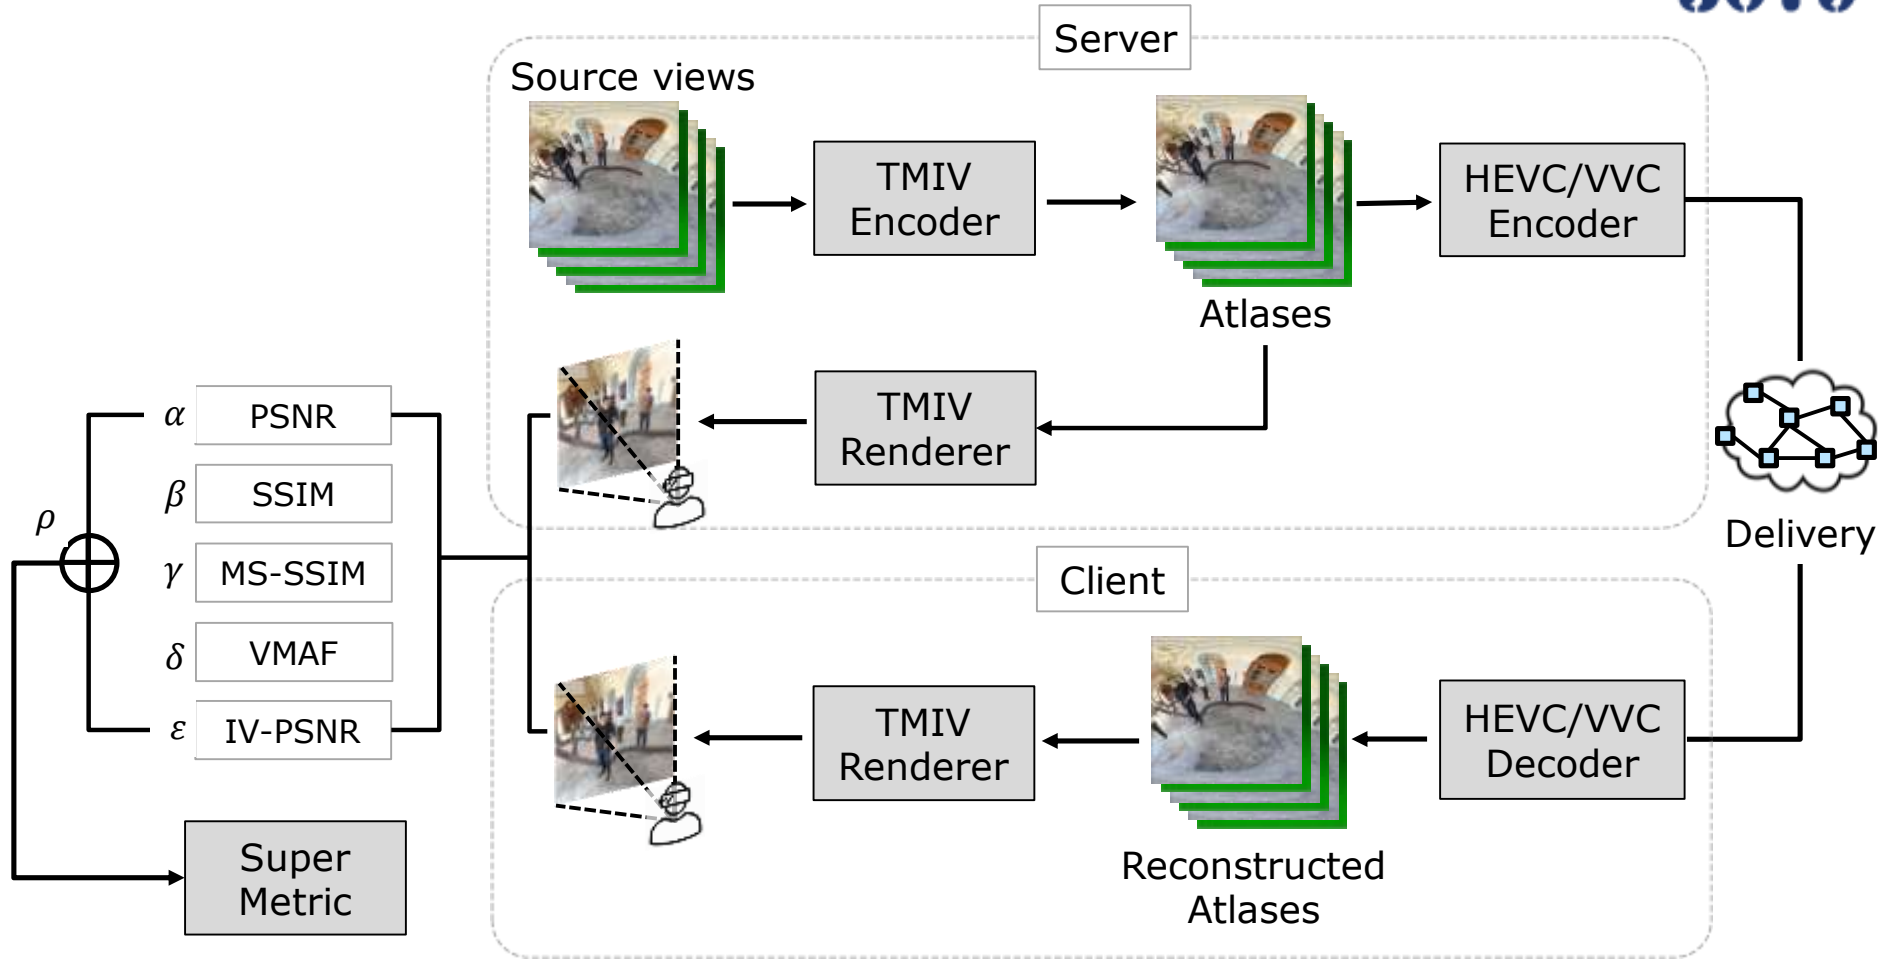 Server
Source views
TMIV
Encoder
HEVC/VVC
Encoder
Atlases
TMIV
Renderer
α PSNR
β SSIM
γ MS-SSIM
δ VMAF
ε IV-PSNR
ρ
Delivery
Client
TMIV
Renderer
HEVC/VVC
Decoder
Reconstructed
Atlases
Super
Metric